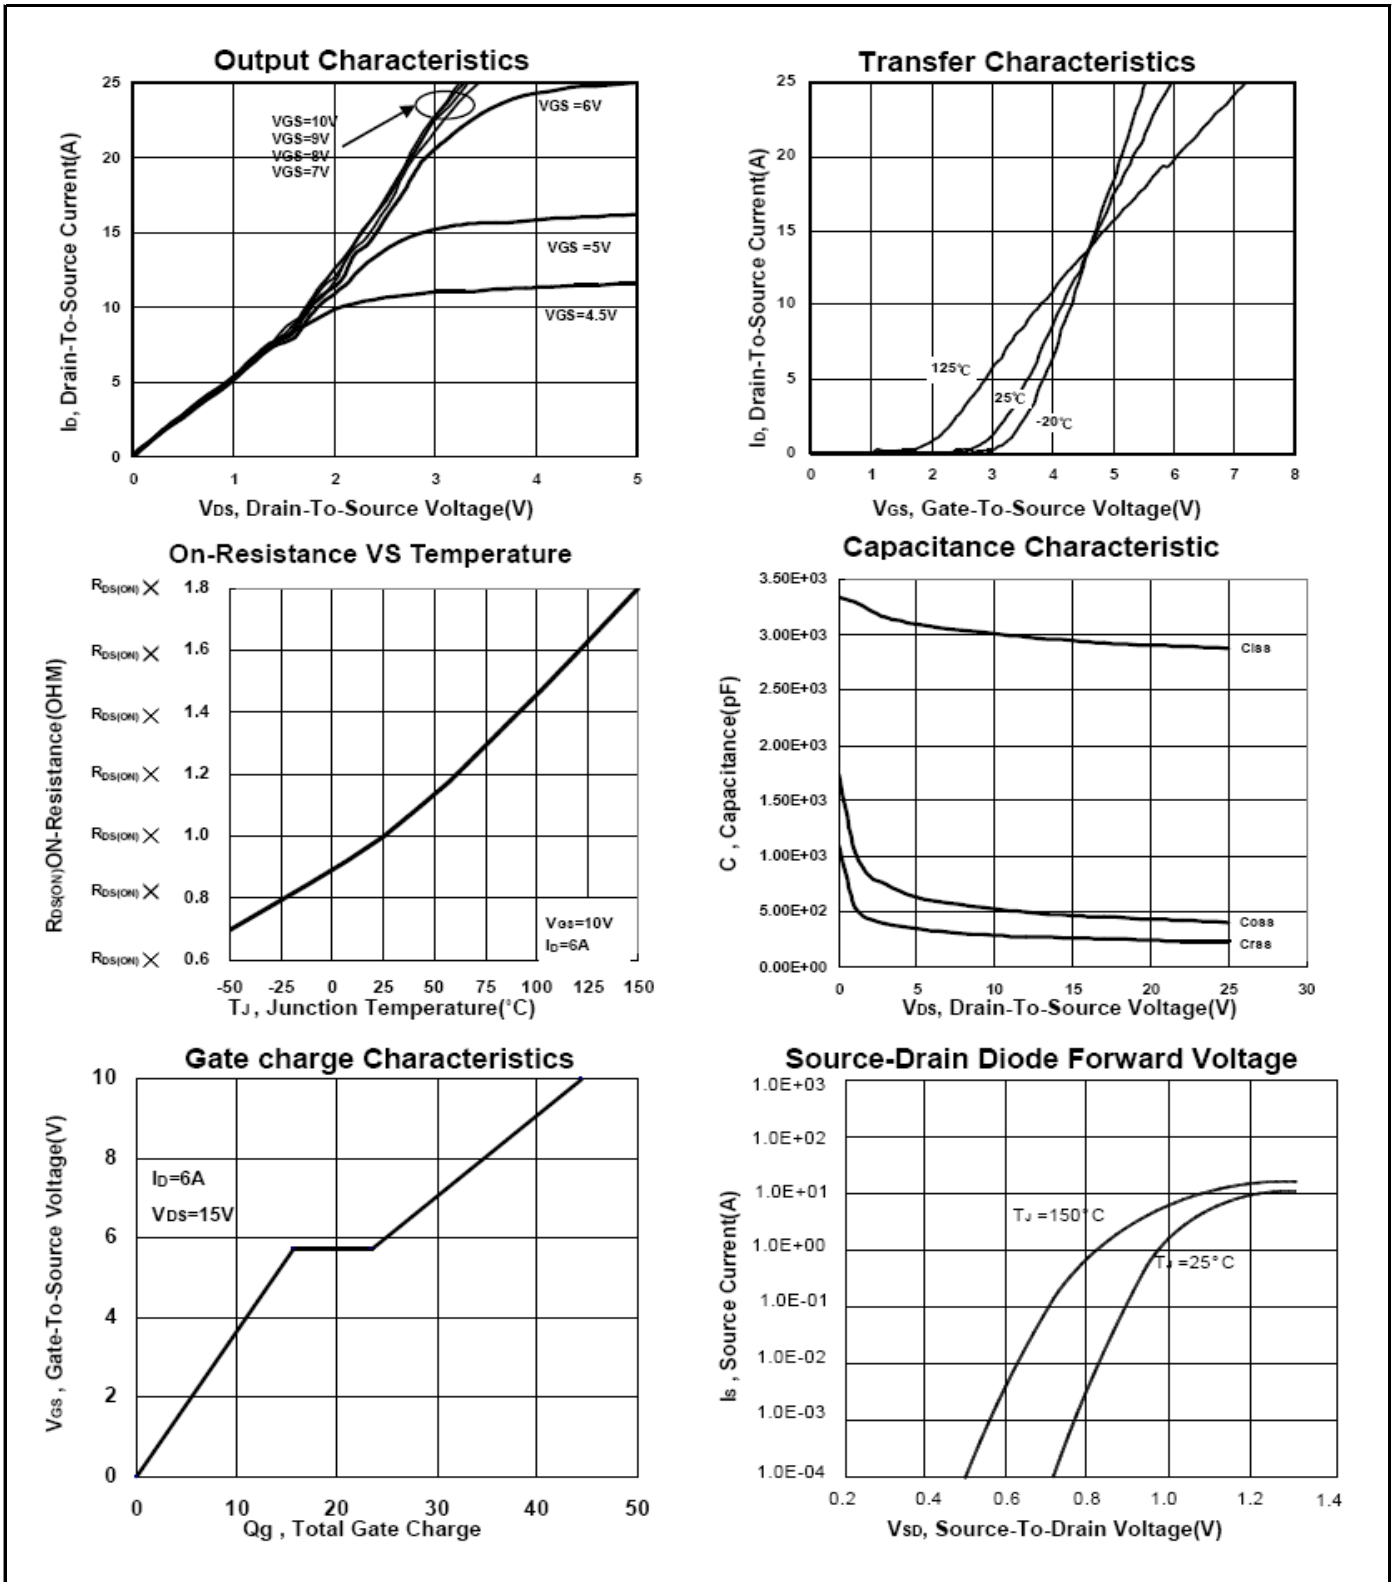 Output Characteristics
25
20
15
10
5
0
ID, Drain-To-Source Current(A)
VGS=10V
VGS=9V
VGS=8V
VGS=7V
VGS =6V
VGS =5V
VGS=4.5V
0 1 2 3 4 5
VDS, Drain-To-Source Voltage(V)
Transfer Characteristics
25
20
15
10
5
0
ID, Drain-To-Source Current(A)
125℃
25℃
-20℃
0 1 2 3 4 5 6 7 8
VGS, Gate-To-Source Voltage(V)
On-Resistance VS Temperature
RDS(ON) × 1.8
RDS(ON) × 1.6
RDS(ON) × 1.4
RDS(ON) × 1.2
RDS(ON) × 1.0
RDS(ON) × 0.8
RDS(ON) × 0.6
RDS(ON)ON-Resistance(OHM)
VGS=10V
ID=6A
-50 -25 0 25 50 75 100 125 150
TJ , Junction Temperature(°C)
Capacitance Characteristic
3.50E+03
3.00E+03
2.50E+03
2.00E+03
1.50E+03
1.00E+03
5.00E+02
0.00E+00
C , Capacitance(pF)
Ciss
Coss
Crss
0 5 10 15 20 25 30
VDS, Drain-To-Source Voltage(V)
Gate charge Characteristics
10
8
6
4
2
0
VGS , Gate-To-Source Voltage(V)
ID=6A
VDS=15V
0 10 20 30 40 50
Qg , Total Gate Charge
Source-Drain Diode Forward Voltage
1.0E+03
1.0E+02
1.0E+01
1.0E+00
1.0E-01
1.0E-02
1.0E-03
1.0E-04
IS , Source Current(A)
TJ =150°C
TJ =25°C
0.2 0.4 0.6 0.8 1.0 1.2 1.4
VSD, Source-To-Drain Voltage(V)